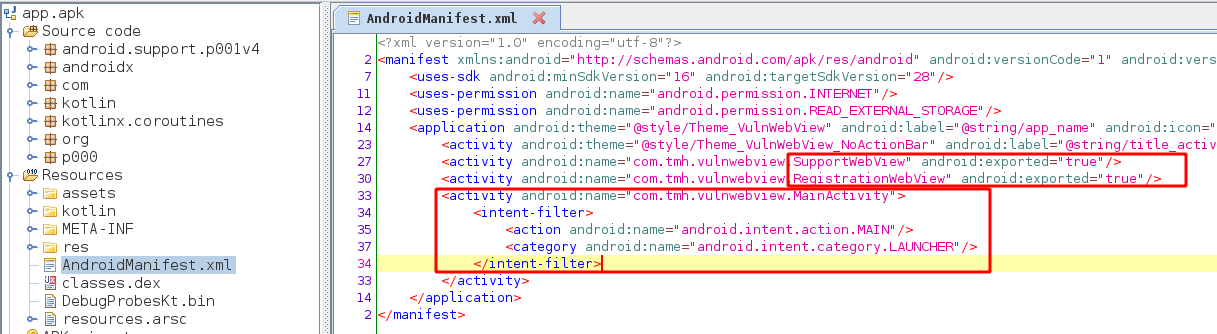 app.apk
Source code
android.support.p001v4
androidx
com
kotlin
kotlinx.coroutines
org
p000
Resources
assets
kotlin
META-INF
res
AndroidManifest.xml
classes.dex
DebugProbesKt.bin
resources.arsc
AndroidManifest.xml
<?xml version="1.0" encoding="utf-8"?>
2 <manifest xmlns:android="http://schemas.android.com/apk/res/android" android:versionCode="1" android:vers
7 <uses-sdk android:minSdkVersion="16" android:targetSdkVersion="28"/>
11 <uses-permission android:name="android.permission.INTERNET"/>
12 <uses-permission android:name="android.permission.READ_EXTERNAL_STORAGE"/>
14 <application android:theme="@style/Theme_VulnWebView" android:label="@string/app_name" android:icon="
23 <activity android:theme="@style/Theme_VulnWebView_NoActionBar" android:label="@string/title_activ
27 <activity android:name="com.tmh.vulnwebview.SupportWebView" android:exported="true"/>
30 <activity android:name="com.tmh.vulnwebview.RegistrationWebView" android:exported="true"/>
33 <activity android:name="com.tmh.vulnwebview.MainActivity">
34 <intent-filter>
35 <action android:name="android.intent.action.MAIN"/>
37 <category android:name="android.intent.category.LAUNCHER"/>
34 </intent-filter>
33 </activity>
14 </application>
2 </manifest>